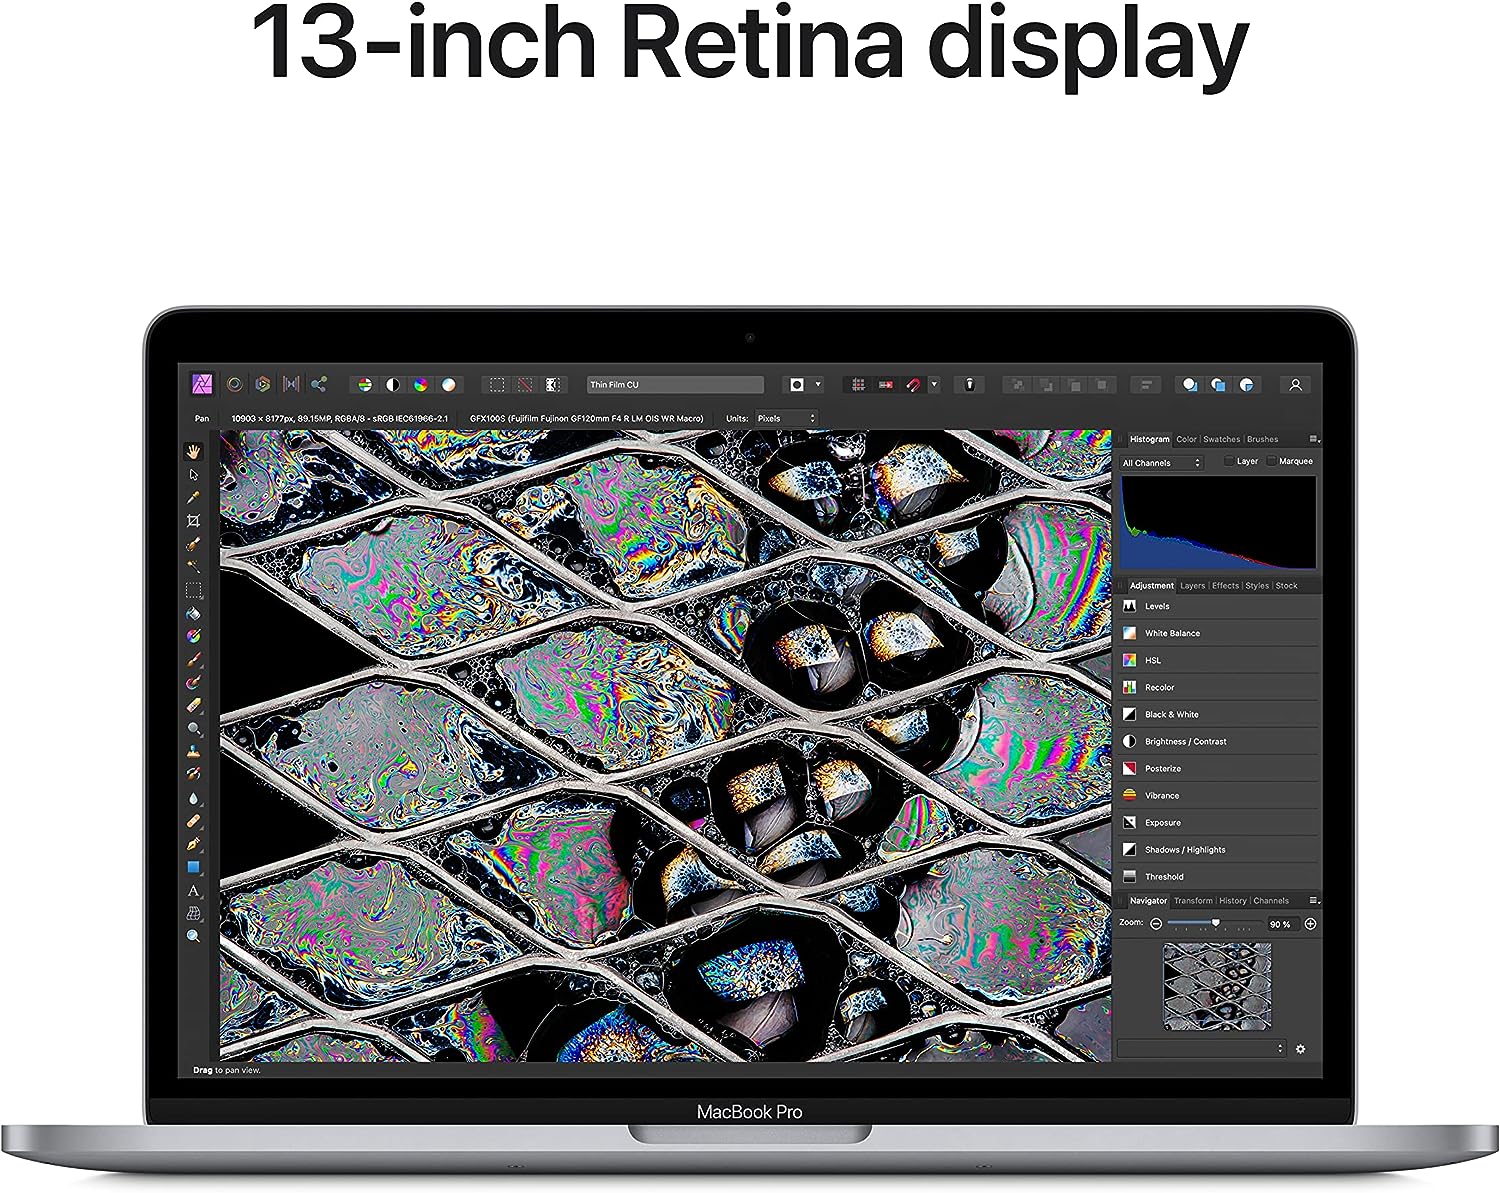 13-inch Retina display
Thin Film CU
Pan 10903 × 8177px, 89.15MP, RGBA/8 - sRGB IEC61966-2.1 GFX100S (Fujifilm Fujinon GF120mm F4 R LM OIS WR Macro) Units: Pixels
Histogram Color Swatches Brushes
All Channels Layer Marquee
Adjustment Layers Effects Styles Stock
Levels
White Balance
HSL
Recolor
Black & White
Brightness / Contrast
Posterize
Vibrance
Exposure
Shadows / Highlights
Threshold
A
Navigator Transform History Channels
Zoom: 90 %
Drag to pan view.
MacBook Pro